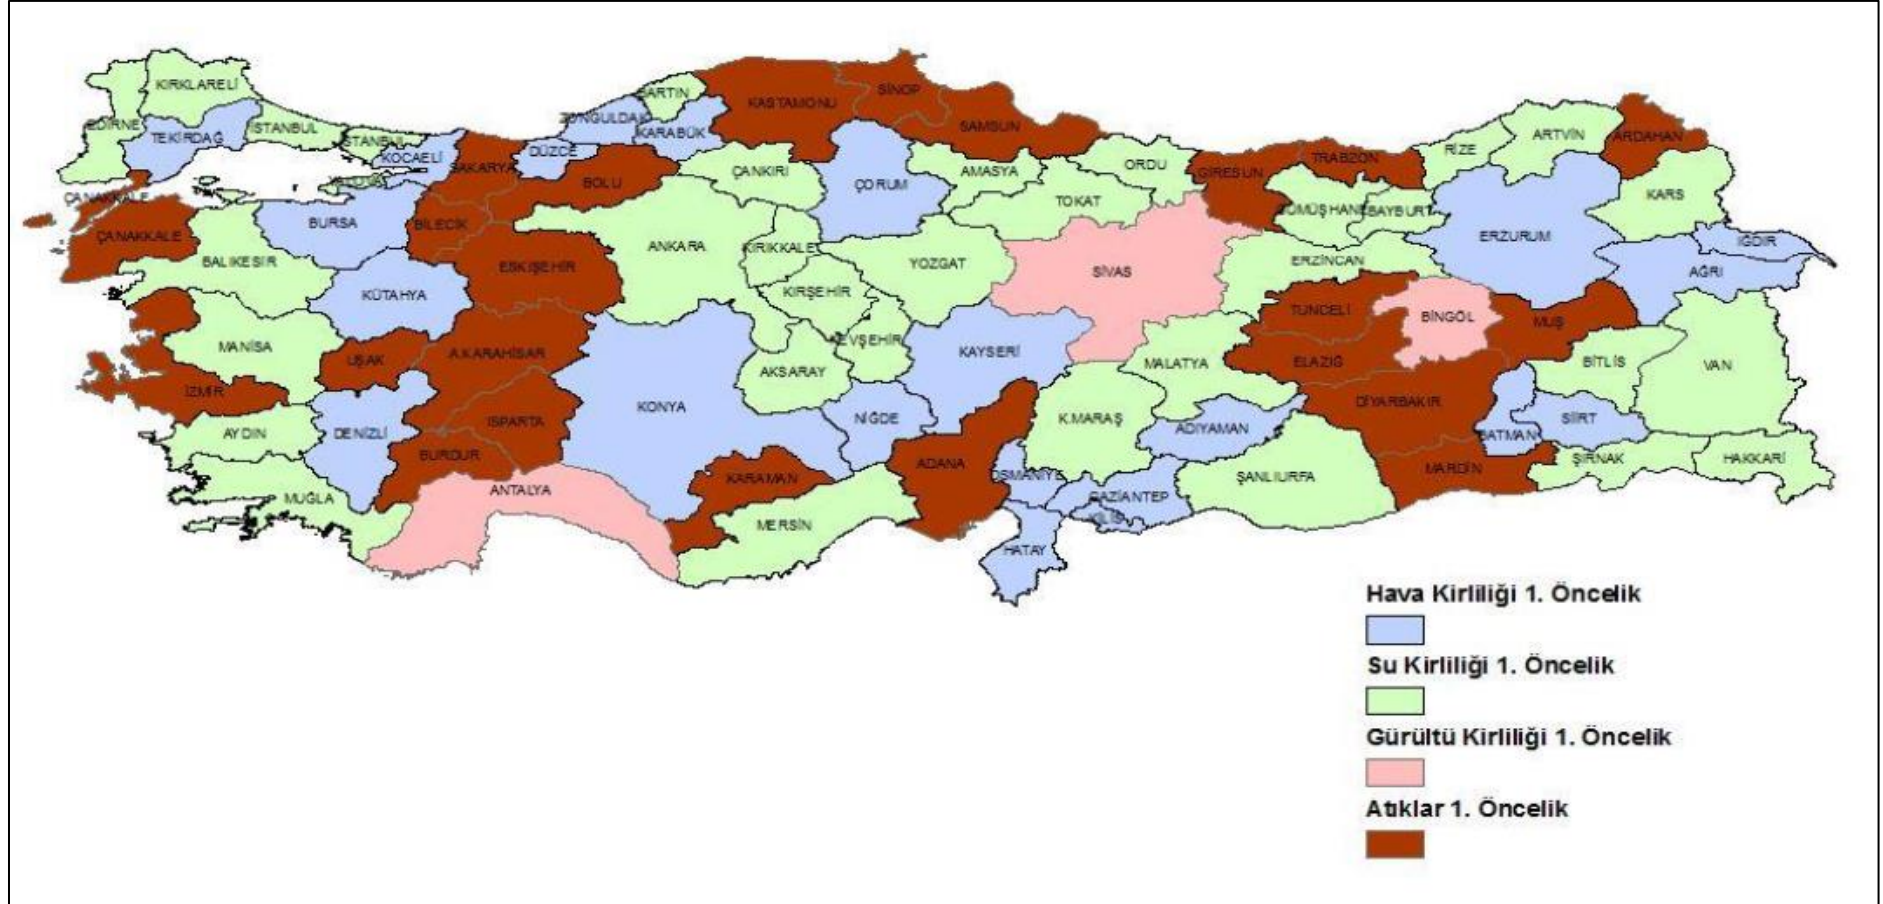 KIRKLARELİ
EDİRNE
TEKİRDAĞ
İSTANBUL
İSTANBUL
KOCAELİ
YALOVA
SAKARYA
DÜZCE
ZONGULDAK
BARTIN
KARABÜK
KASTAMONU
SİNOP
SAMSUN
BOLU
ÇANKIRI
ÇORUM
AMASYA
TOKAT
ORDU
GİRESUN
TRABZON
RİZE
ARTVİN
ARDAHAN
KARS
GÜMÜŞHANE
BAYBURT
ERZURUM
IĞDIR
AĞRI
ÇANAKKALE
ÇANAKKALE
BURSA
BİLECİK
BALIKESİR
ESKİŞEHİR
ANKARA
KIRIKKALE
YOZGAT
SİVAS
ERZİNCAN
KÜTAHYA
KIRŞEHİR
TUNCELİ
BİNGÖL
MUŞ
MANİSA
UŞAK
A.KARAHİSAR
NEVŞEHİR
KAYSERİ
MALATYA
ELAZIĞ
BİTLİS
VAN
AKSARAY
İZMİR
KONYA
ISPARTA
NİĞDE
K.MARAŞ
ADIYAMAN
DİYARBAKIR
BATMAN
SİİRT
AYDIN
DENİZLİ
BURDUR
KARAMAN
ADANA
OSMANİYE
GAZİANTEP
KİLİS
ŞANLIURFA
MARDİN
ŞIRNAK
HAKKARİ
MUĞLA
ANTALYA
MERSİN
HATAY
Hava Kirliliği 1. Öncelik
Su Kirliliği 1. Öncelik
Gürültü Kirliliği 1. Öncelik
Atıklar 1. Öncelik